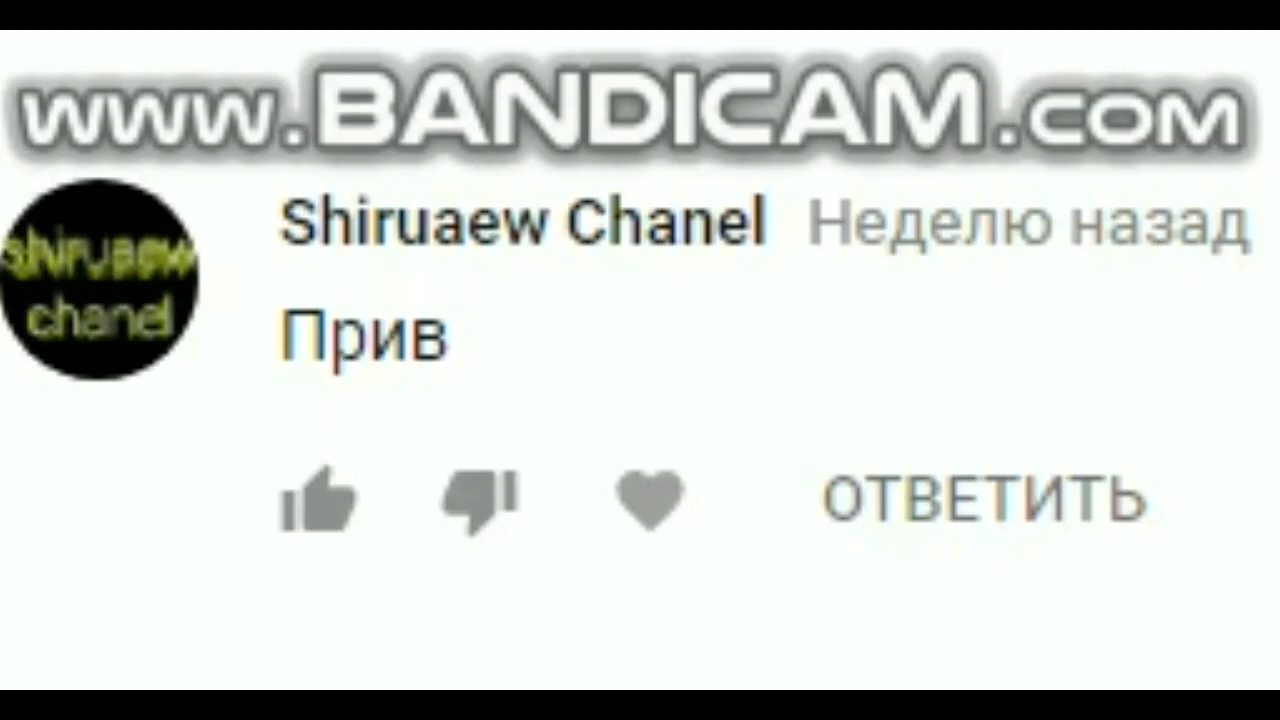 www.BANDICAM.com
Shiruaew Chanel Неделю назад
shiruaew
chanel
Прив
ОТВЕТИТЬ